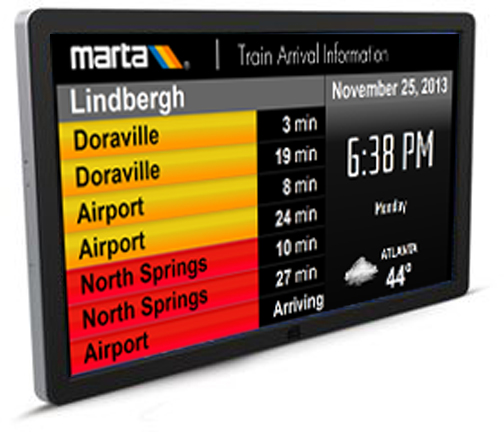 marta ® | Train Arrival Information
Lindbergh
November 25, 2013
Doraville 3 min
Doraville 19 min
Airport 8 min
Airport 24 min
North Springs 10 min
North Springs 27 min
Airport Arriving
6:38 PM
Monday
ATLANTA
44°